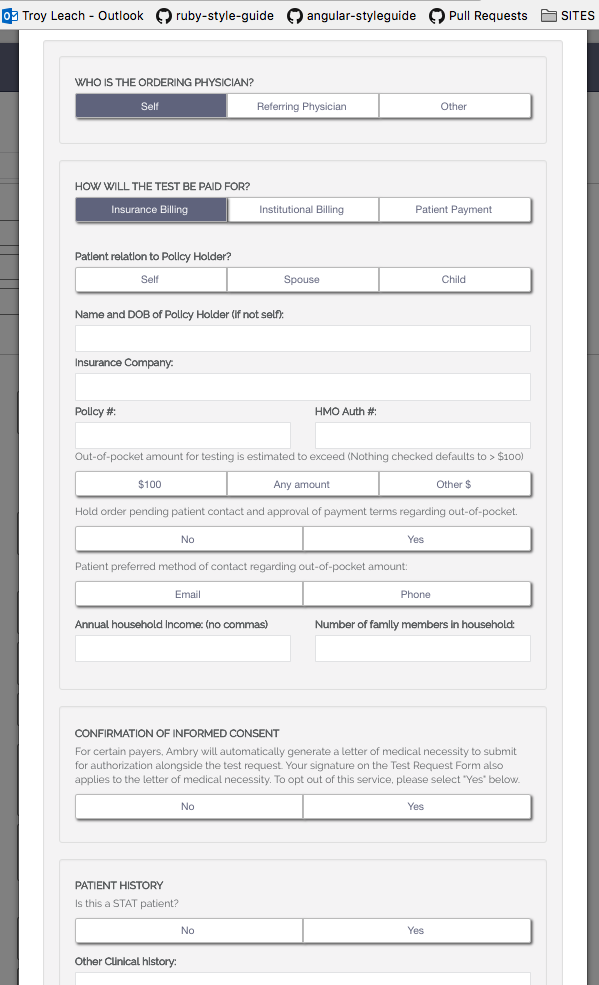 Troy Leach - Outlook ruby-style-guide angular-styleguide Pull Requests SITES
WHO IS THE ORDERING PHYSICIAN?
Self Referring Physician Other
HOW WILL THE TEST BE PAID FOR?
Insurance Billing Institutional Billing Patient Payment
Patient relation to Policy Holder?
Self Spouse Child
Name and DOB of Policy Holder (if not self):
Insurance Company:
Policy #: HMO Auth #:
Out-of-pocket amount for testing is estimated to exceed (Nothing checked defaults to > $100)
$100 Any amount Other $
Hold order pending patient contact and approval of payment terms regarding out-of-pocket.
No Yes
Patient preferred method of contact regarding out-of-pocket amount:
Email Phone
Annual household income: (no commas) Number of family members in household:
CONFIRMATION OF INFORMED CONSENT
For certain payers, Ambry will automatically generate a letter of medical necessity to submit
for authorization alongside the test request. Your signature on the Test Request Form also
applies to the letter of medical necessity. To opt out of this service, please select "Yes" below.
No Yes
PATIENT HISTORY
Is this a STAT patient?
No Yes
Other Clinical history: